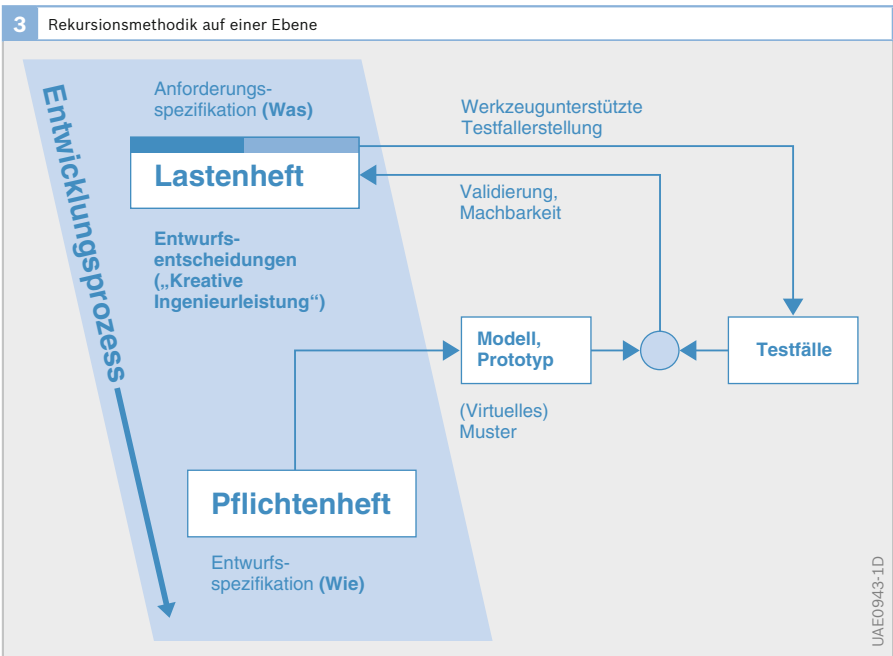 3 Rekursionsmethodik auf einer Ebene
Entwicklungsprozess
Anforderungs-
spezifikation (Was)
Lastenheft
Entwurfs-
entscheidungen
(„Kreative
Ingenieurleistung“)
Pflichtenheft
Entwurfs-
spezifikation (Wie)
Werkzeugunterstützte
Testfallerstellung
Validierung,
Machbarkeit
Modell,
Prototyp
(Virtuelles)
Muster
Testfälle
UAE0943-1D